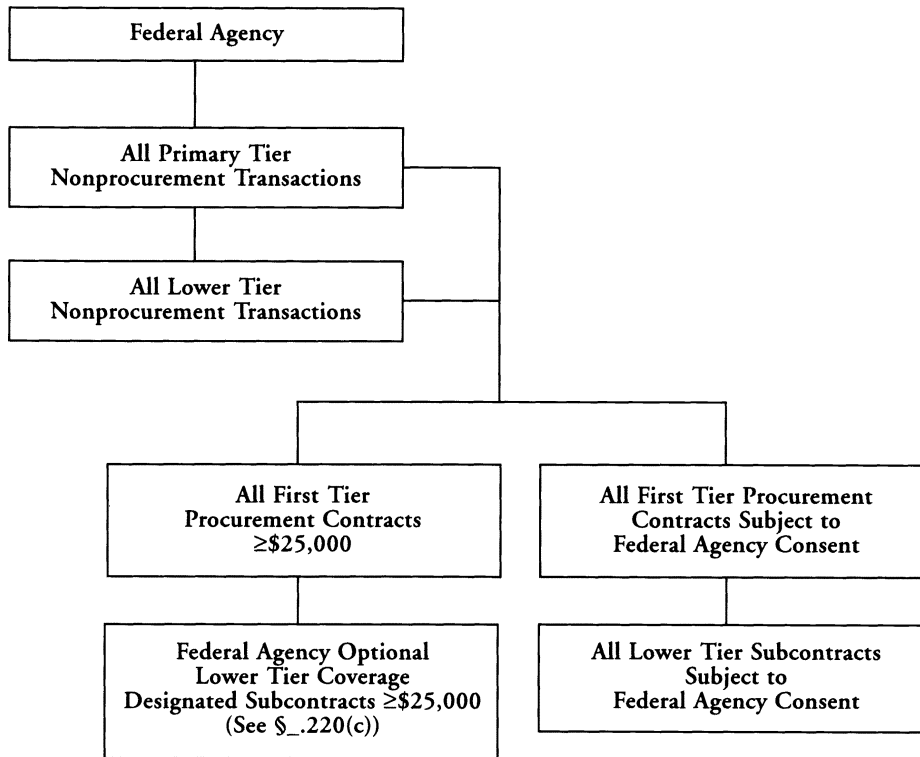 Federal Agency
All Primary Tier
Nonprocurement Transactions
All Lower Tier
Nonprocurement Transactions
All First Tier
Procurement Contracts
≥$25,000
All First Tier Procurement
Contracts Subject to
Federal Agency Consent
Federal Agency Optional
Lower Tier Coverage
Designated Subcontracts ≥$25,000
(See §_.220(c))
All Lower Tier Subcontracts
Subject to
Federal Agency Consent